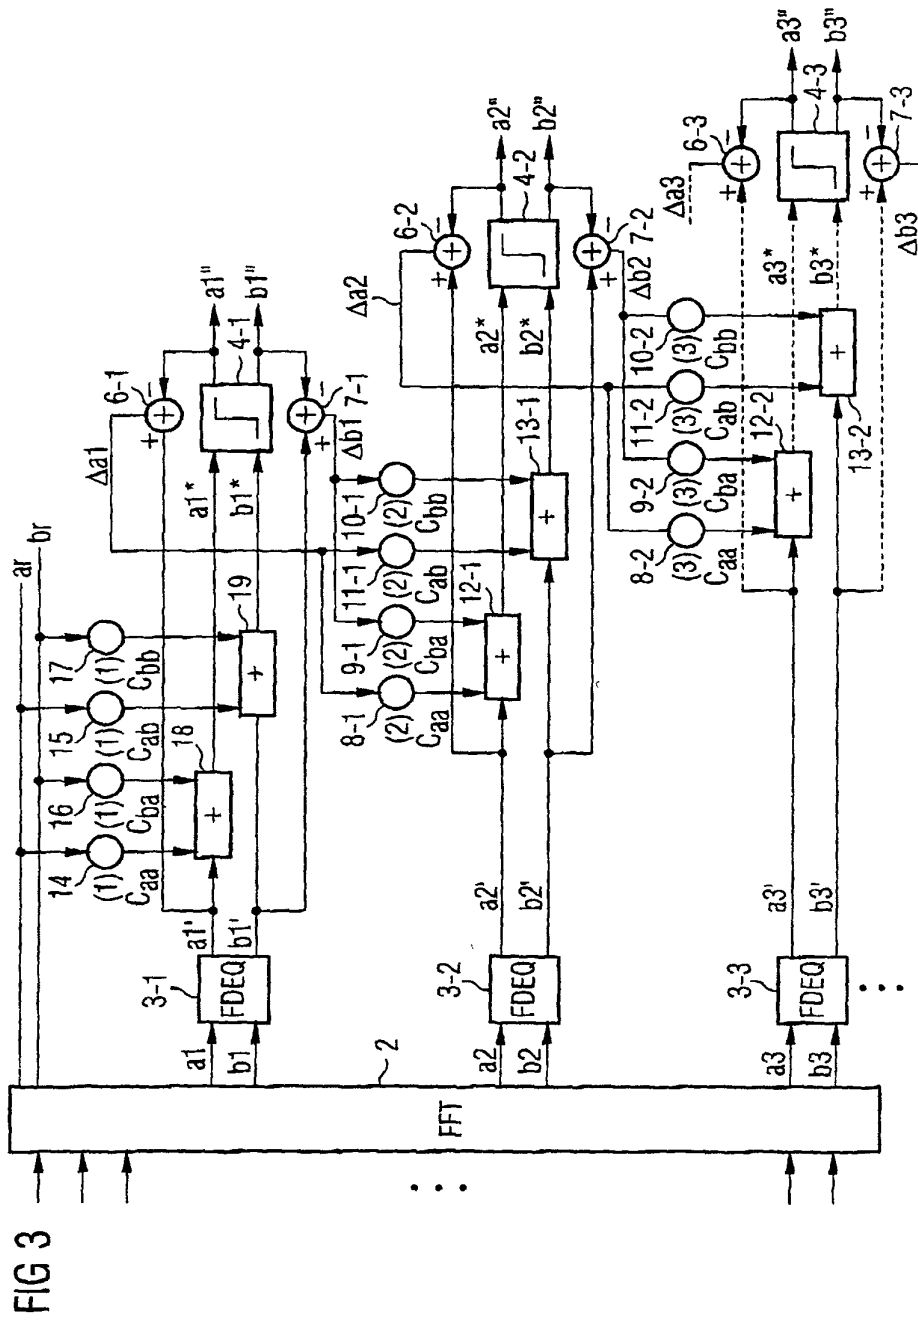 FIG 3
FFT
2
ar
br
14
(1)
Caa
16
(1)
Cba
15
(1)
Cab
17
(1)
Cbb
a1
b1
3-1
FDEQ
a1'
b1'
18
+
19
+
a1*
b1*
Δa1
6-1
+
+
−
4-1
a1"
b1"
+
−
7-1
Δb1
8-1
(2)
Caa
9-1
(2)
Cba
11-1
(2)
Cab
10-1
(2)
Cbb
a2
b2
3-2
FDEQ
a2'
b2'
12-1
+
13-1
+
a2*
b2*
Δa2
6-2
+
+
−
4-2
a2"
b2"
+
+
−
7-2
Δb2
8-2
(3)
Caa
9-2
(3)
Cba
11-2
(3)
Cab
10-2
(3)
Cbb
a3
b3
3-3
FDEQ
a3'
b3'
12-2
+
13-2
+
a3*
b3*
Δa3
6-3
+
+
−
4-3
a3"
b3"
+
+
−
7-3
Δb3